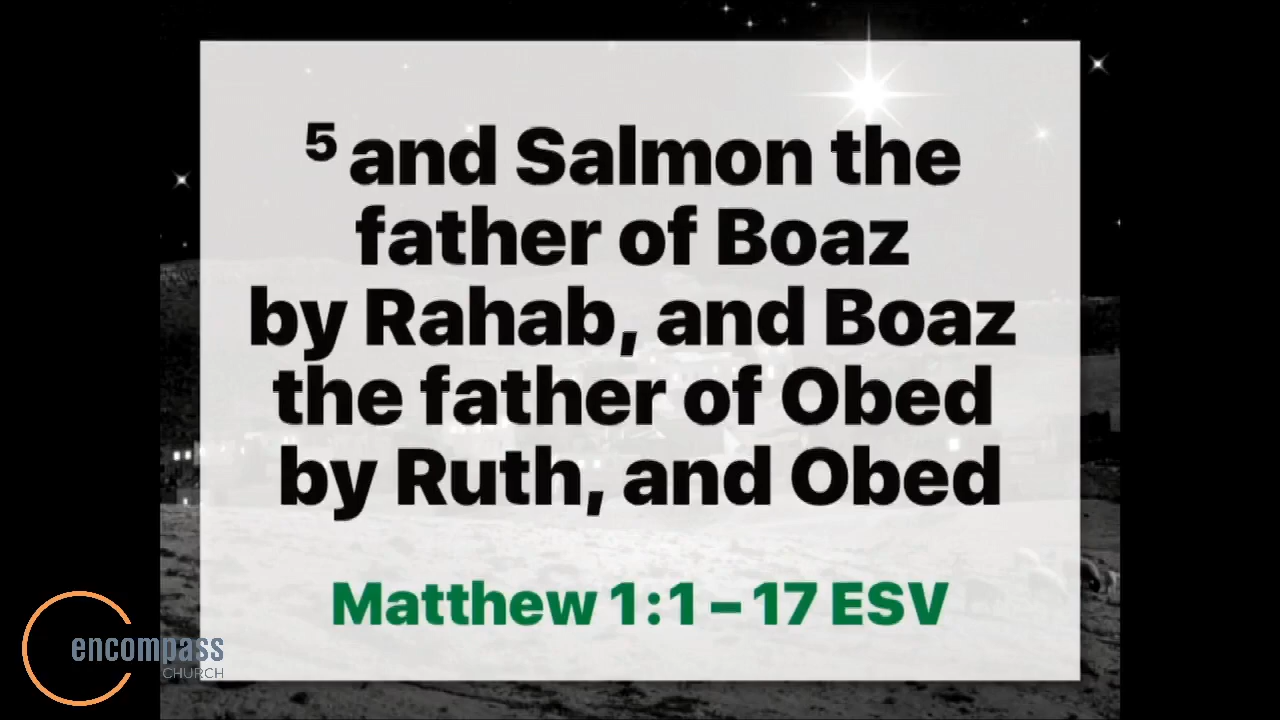 5 and Salmon the
father of Boaz
by Rahab, and Boaz
the father of Obed
by Ruth, and Obed
Matthew 1:1 – 17 ESV
encompass
CHURCH